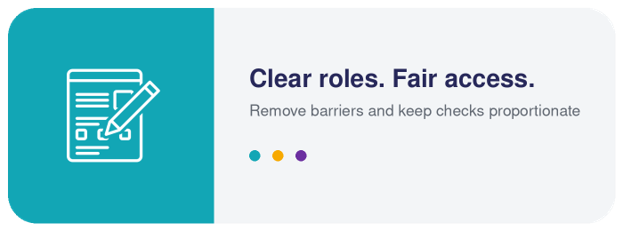 Clear roles. Fair access.
Remove barriers and keep checks proportionate